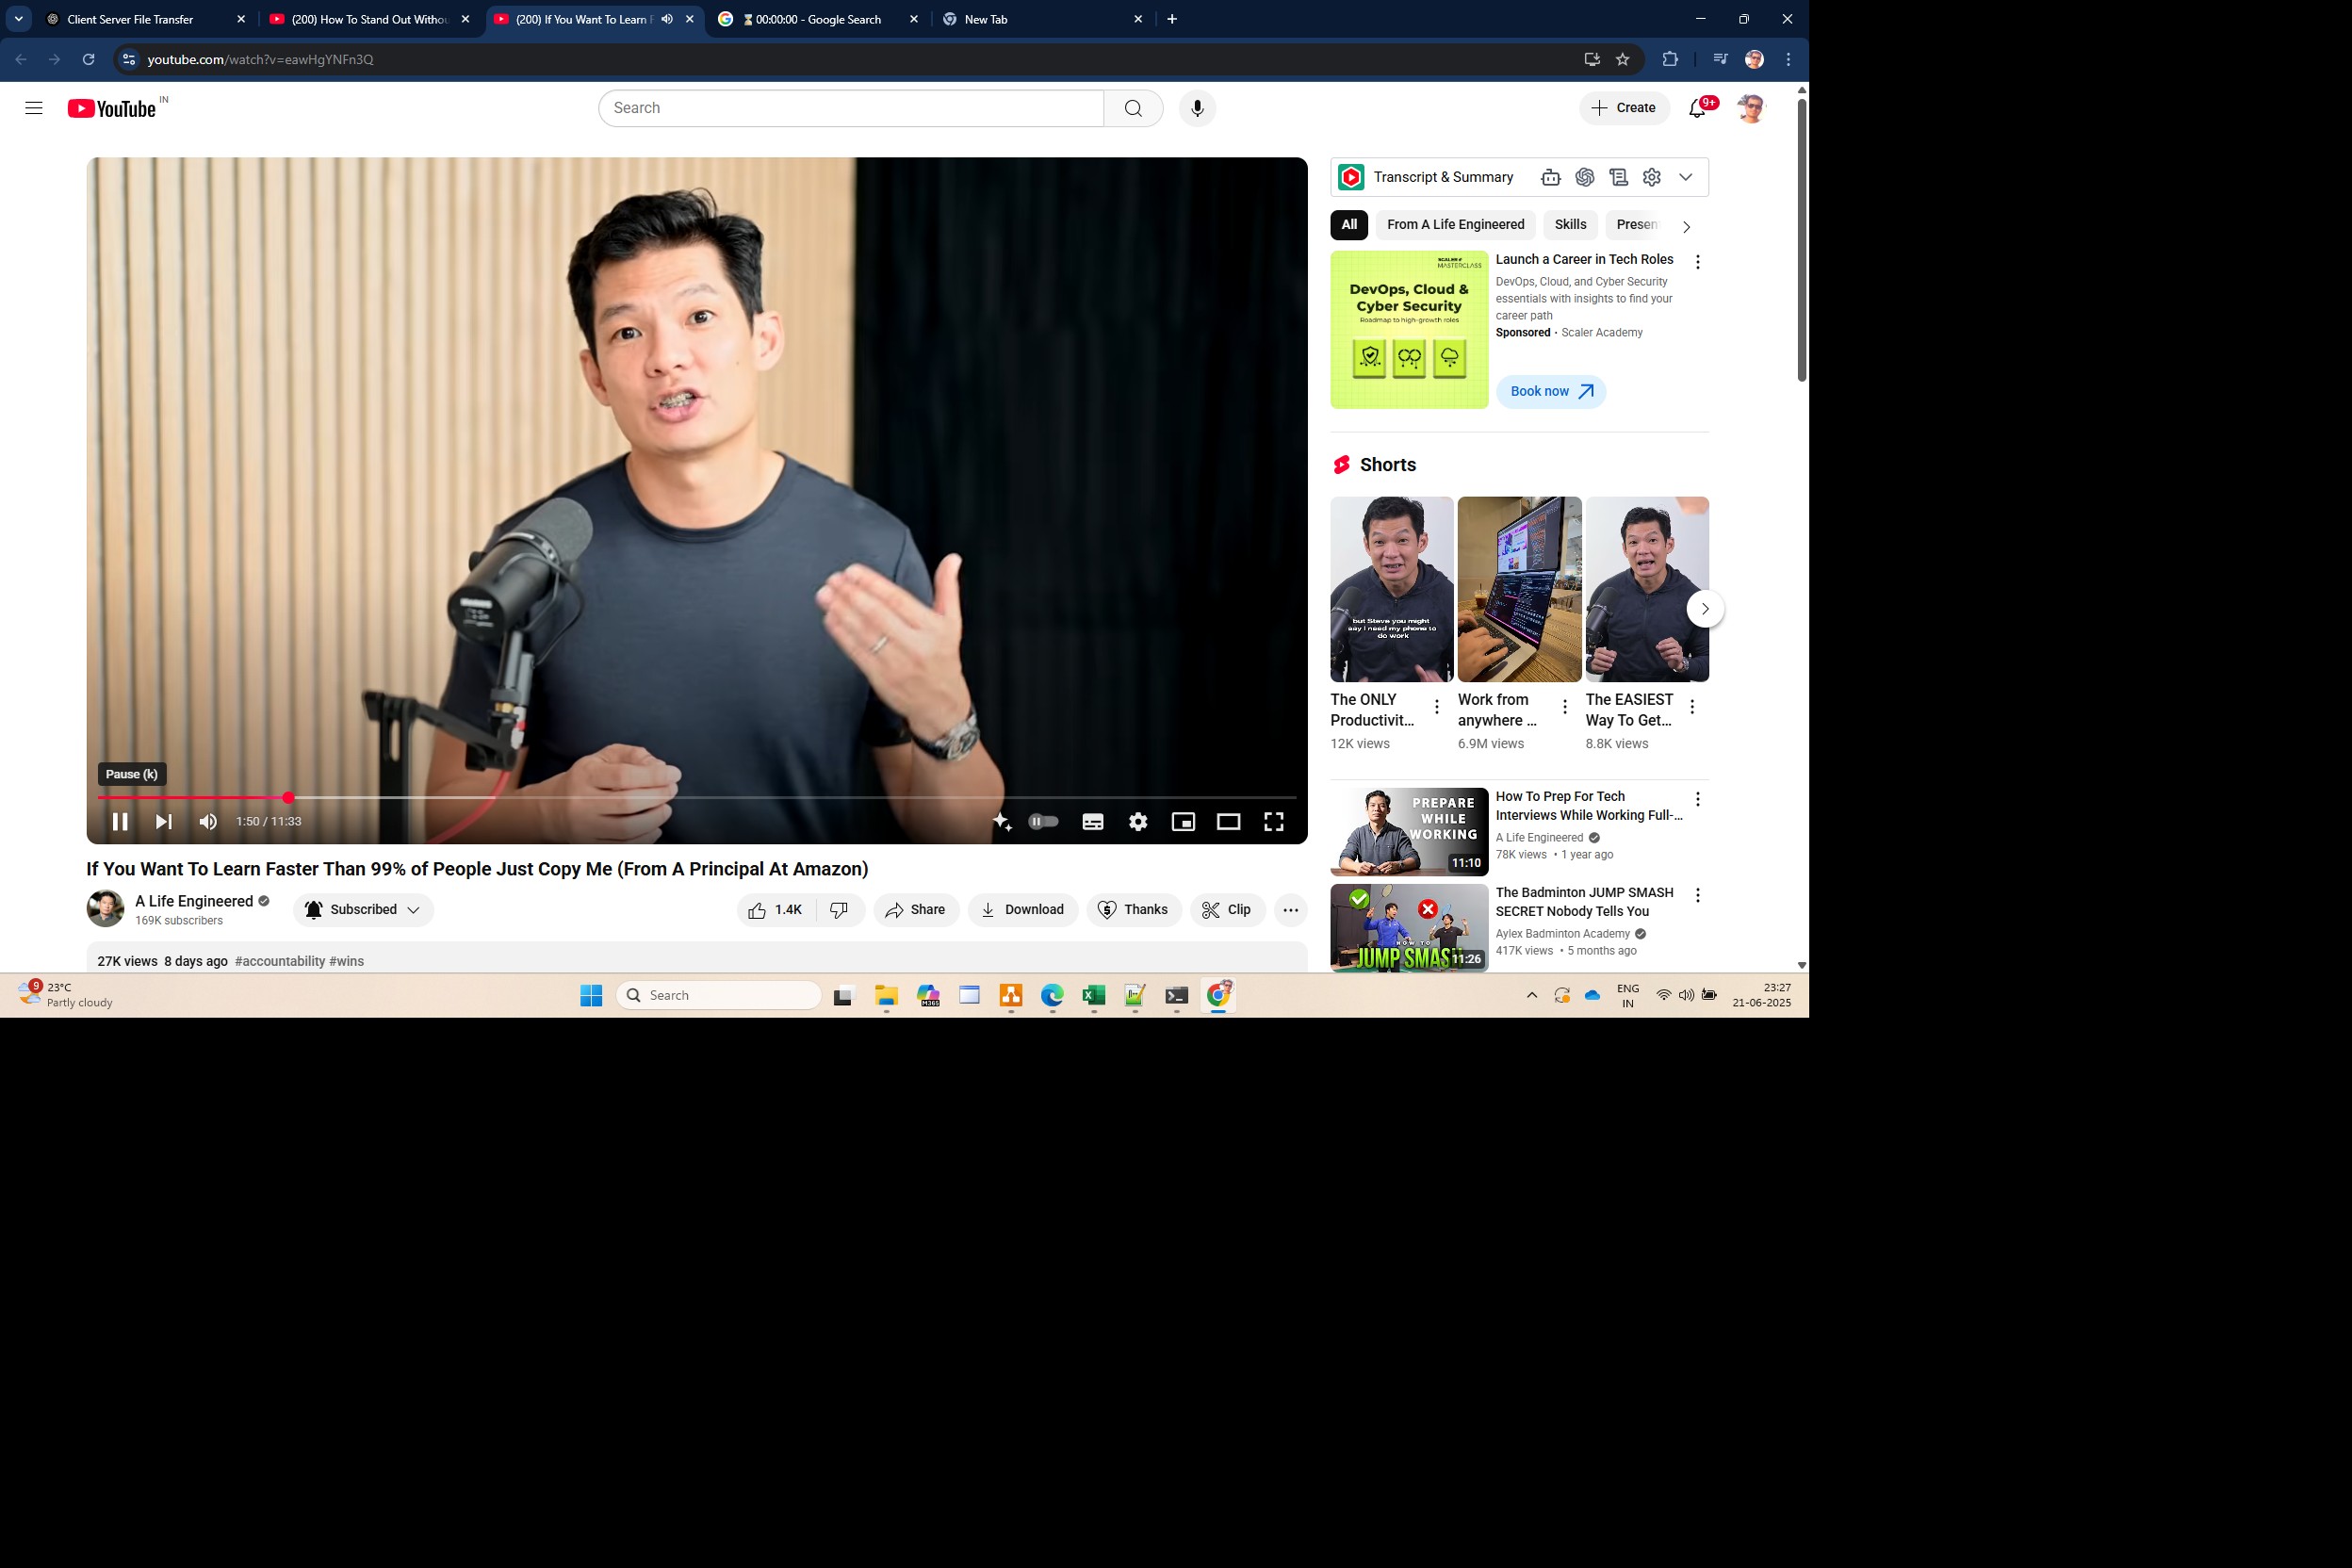 Client Server File Transfer
(200) How To Stand Out Withou
(200) If You Want To Learn F
00:00:00 - Google Search
New Tab
youtube.com/watch?v=eawHgYNFn3Q
YouTube IN
Search
Create
9+
Transcript & Summary
All
From A Life Engineered
Skills
Presen
SCALER
MASTERCLASS
DevOps, Cloud &
Cyber Security
Roadmap to high-growth roles
Launch a Career in Tech Roles
DevOps, Cloud, and Cyber Security
essentials with insights to find your
career path
Sponsored • Scaler Academy
Book now
Shorts
but Steve you might
say I need my phone to
do work
The ONLY
Productivit...
12K views
Work from
anywhere ...
6.9M views
The EASIEST
Way To Get...
8.8K views
Pause (k)
1:50 / 11:33
If You Want To Learn Faster Than 99% of People Just Copy Me (From A Principal At Amazon)
A Life Engineered
169K subscribers
Subscribed
1.4K
Share
Download
Thanks
Clip
27K views 8 days ago #accountability #wins
PREPARE
WHILE
WORKING
11:10
How To Prep For Tech
Interviews While Working Full-...
A Life Engineered
78K views • 1 year ago
HOW TO
JUMP SMASH
11:26
The Badminton JUMP SMASH
SECRET Nobody Tells You
Aylex Badminton Academy
417K views • 5 months ago
9
23°C
Partly cloudy
Search
M365
ENG
IN
23:27
21-06-2025